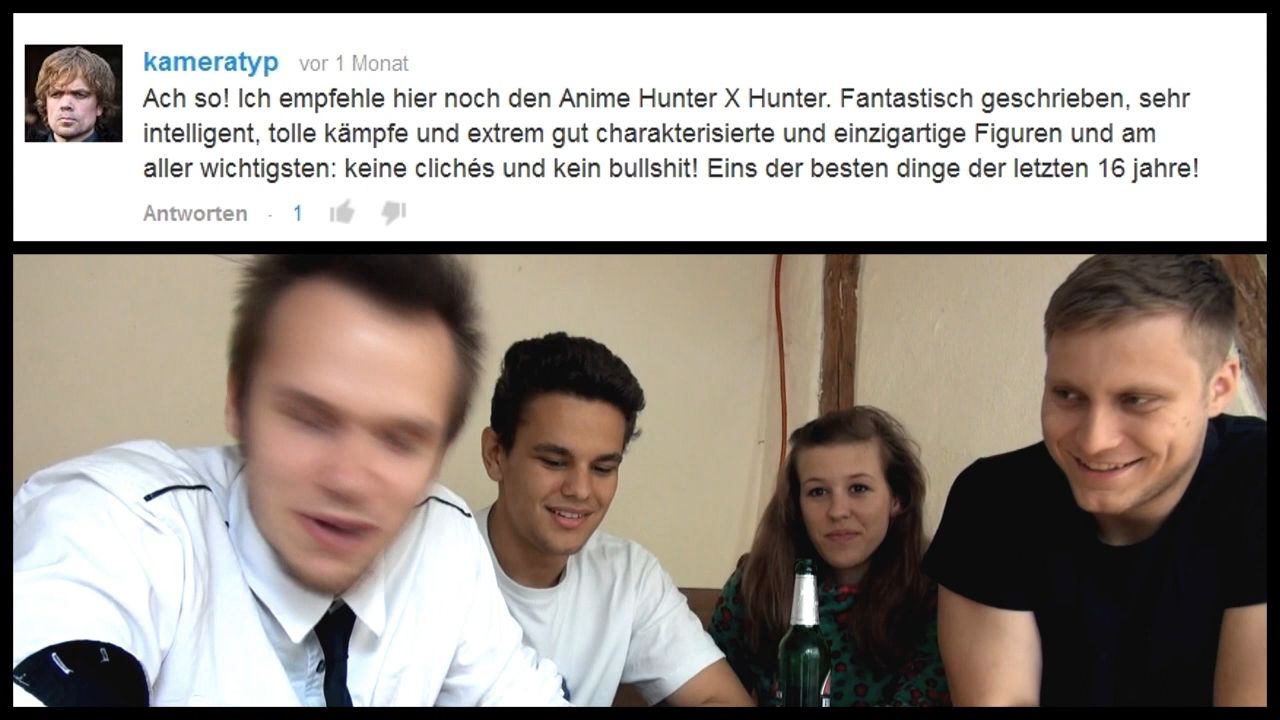 kameratyp vor 1 Monat
Ach so! Ich empfehle hier noch den Anime Hunter X Hunter. Fantastisch geschrieben, sehr
intelligent, tolle kämpfe und extrem gut charakterisierte und einzigartige Figuren und am
aller wichtigsten: keine clichés und kein bullshit! Eins der besten dinge der letzten 16 jahre!
Antworten · 1